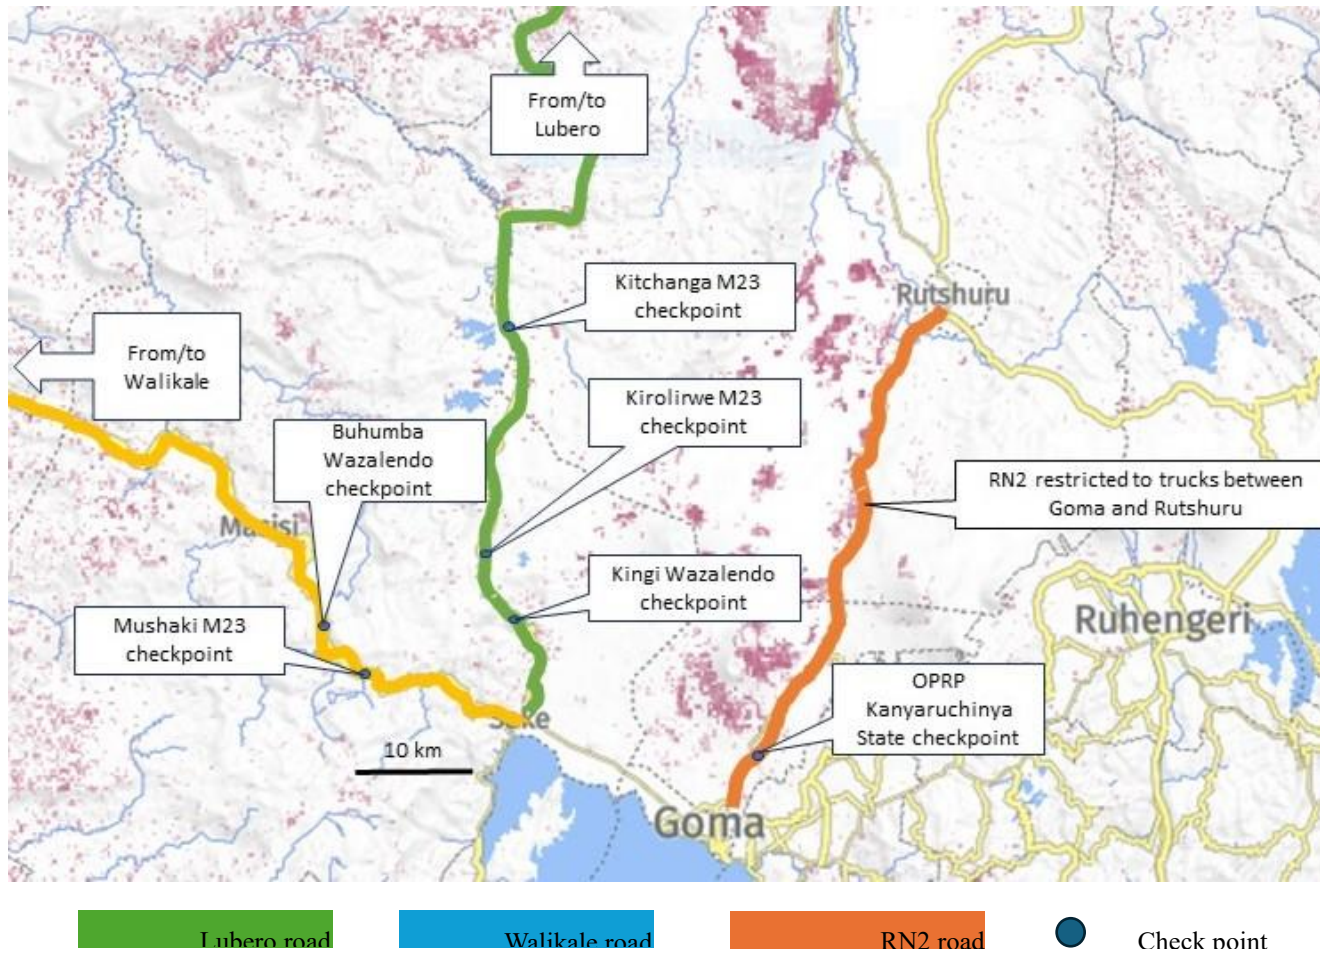 From/to
Lubero
Kitchanga M23
checkpoint
Rutshuru
From/to
Walikale
Kirolirwe M23
checkpoint
Buhumba
Wazalendo
checkpoint
RN2 restricted to trucks between
Goma and Rutshuru
Masisi
Kingi Wazalendo
checkpoint
Mushaki M23
checkpoint
Ruhengeri
OPRP
Kanyaruchinya
State checkpoint
Sake
10 km
Goma
Lubero road
Walikale road
RN2 road
Check point